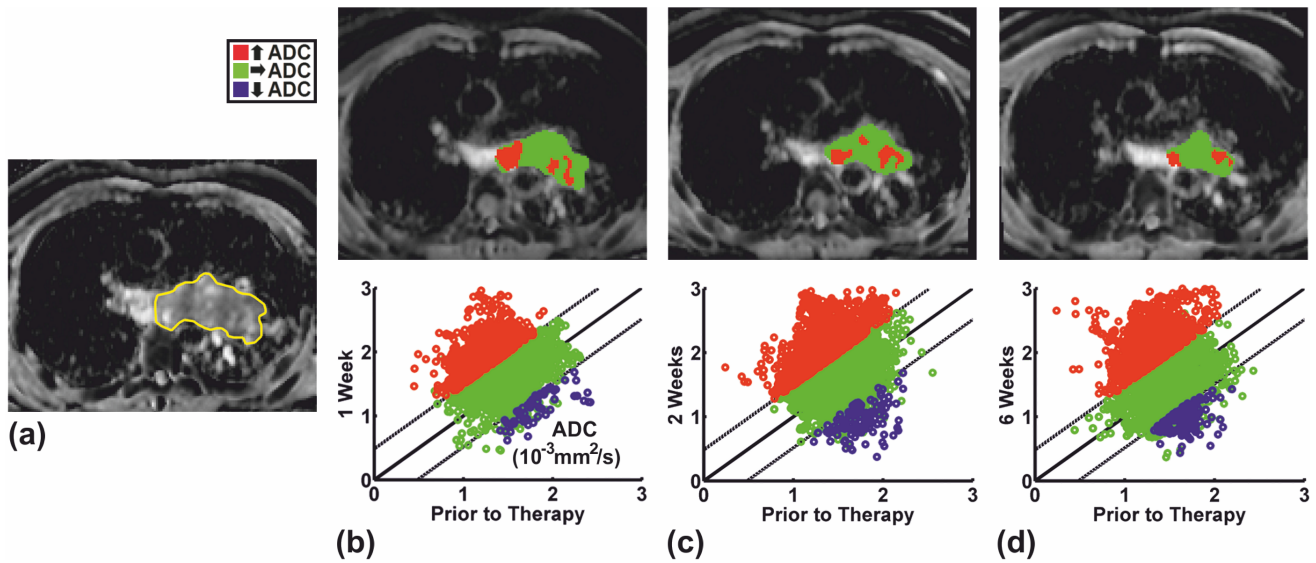 ⬆ ADC
➡ ADC
⬇ ADC
(a)
3
2
1
0
1 Week
ADC
(10⁻³mm²/s)
0 1 2 3
Prior to Therapy
(b)
3
2
1
0
2 Weeks
0 1 2 3
Prior to Therapy
(c)
3
2
1
0
6 Weeks
0 1 2 3
Prior to Therapy
(d)